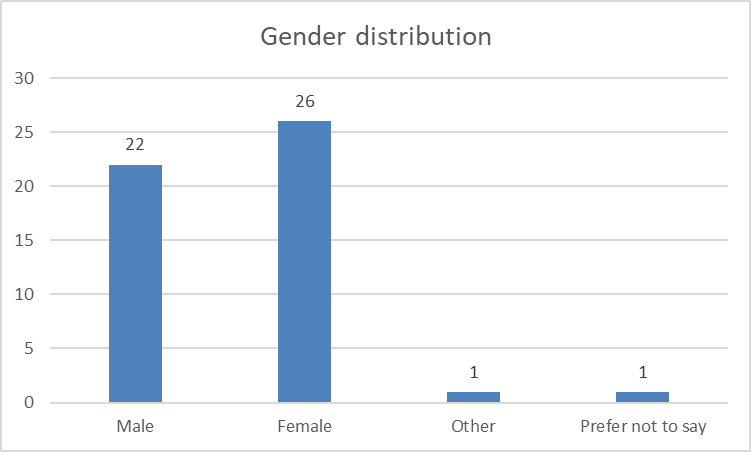 Gender distribution
30
26
25
22
20
15
10
5
1
1
0
Male
Female
Other
Prefer not to say